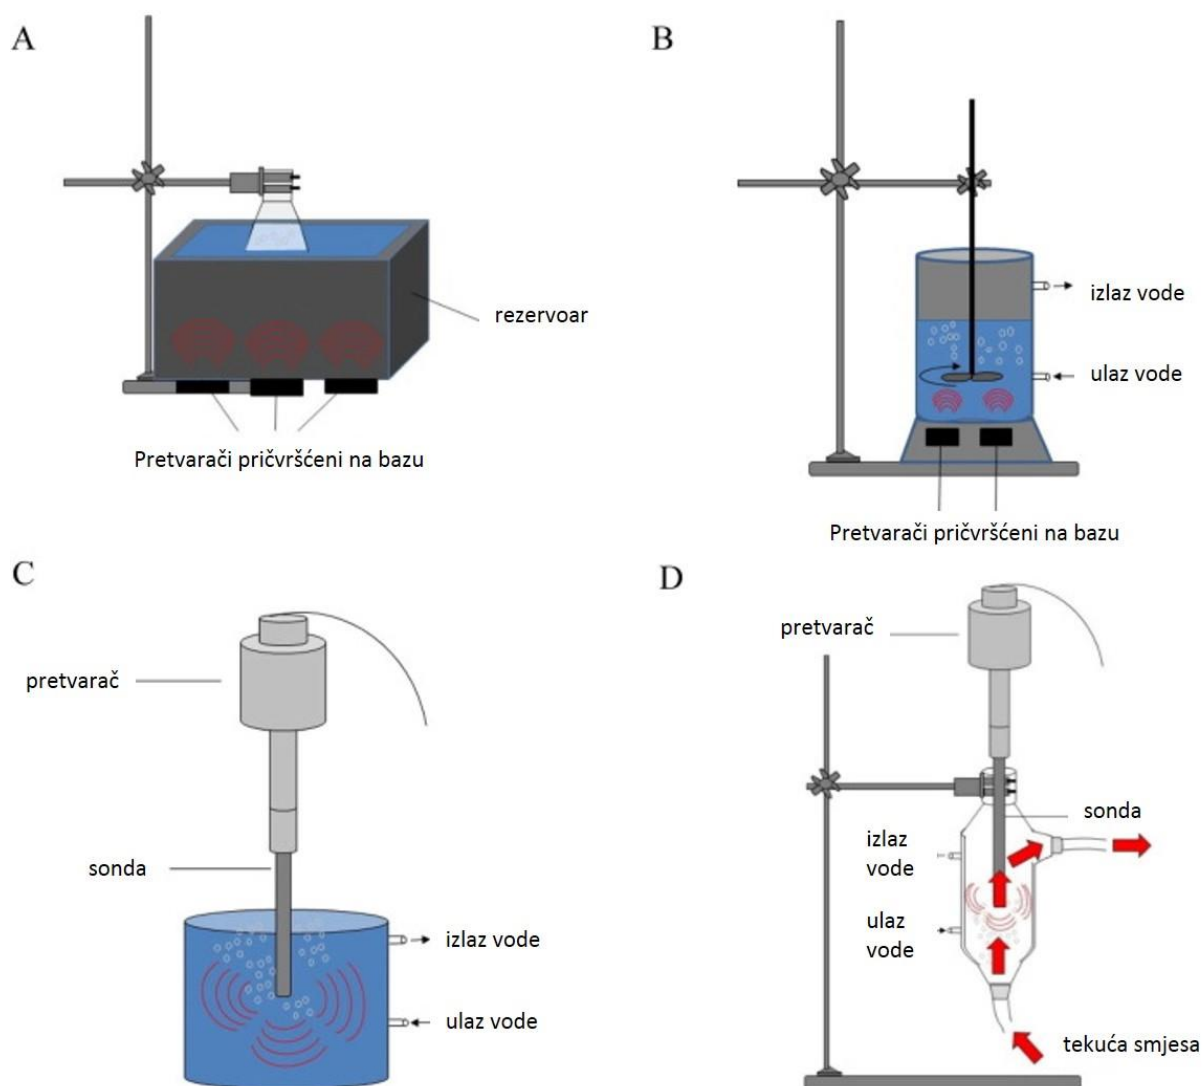 A
rezervoar
Pretvarači pričvršćeni na bazu
B
izlaz vode
ulaz vode
Pretvarači pričvršćeni na bazu
C
pretvarač
sonda
izlaz vode
ulaz vode
D
pretvarač
sonda
izlaz
vode
ulaz
vode
tekuća smjesa